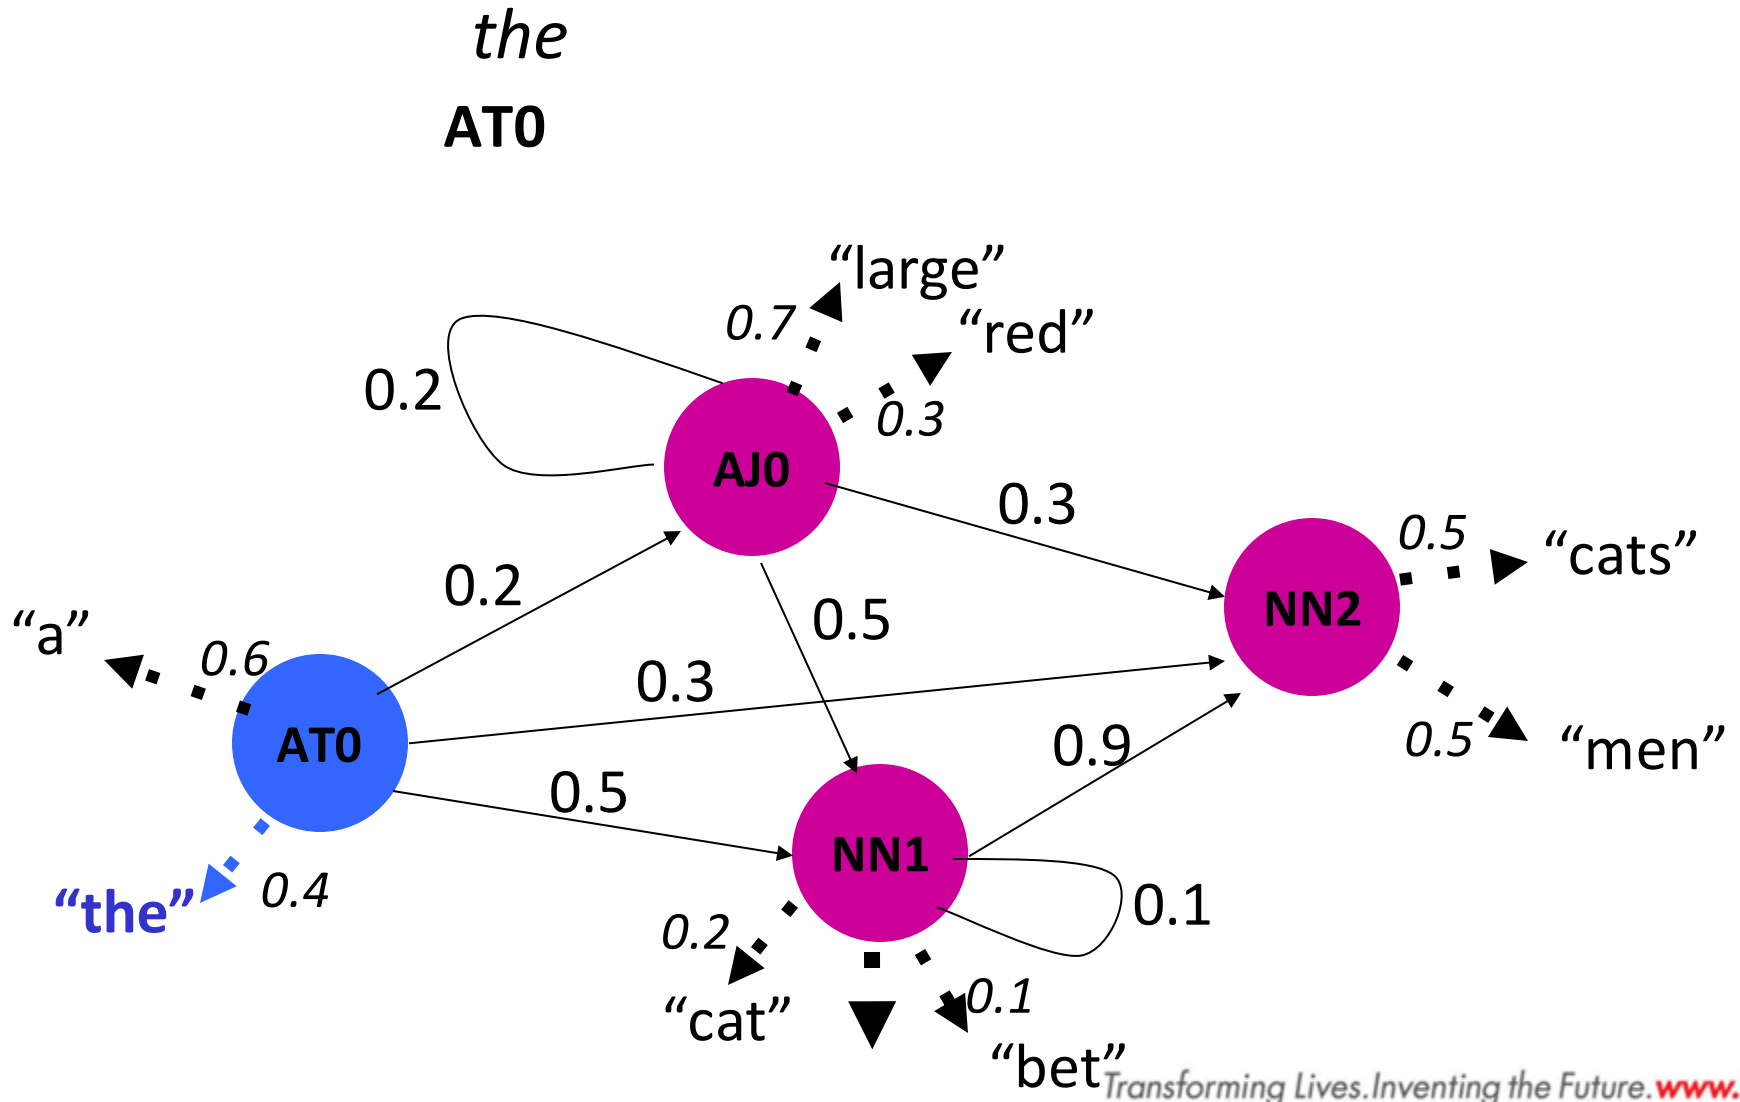 the
AT0
“large”
0.7
“red”
0.2
0.3
AJ0
0.3
0.5
“cats”
0.2
NN2
“a”
0.6
0.5
0.3
AT0
0.9
0.5
“men”
0.5
NN1
“the”
0.4
0.2
0.1
“cat”
0.1
“bet”
Transforming Lives.Inventing the Future.www.